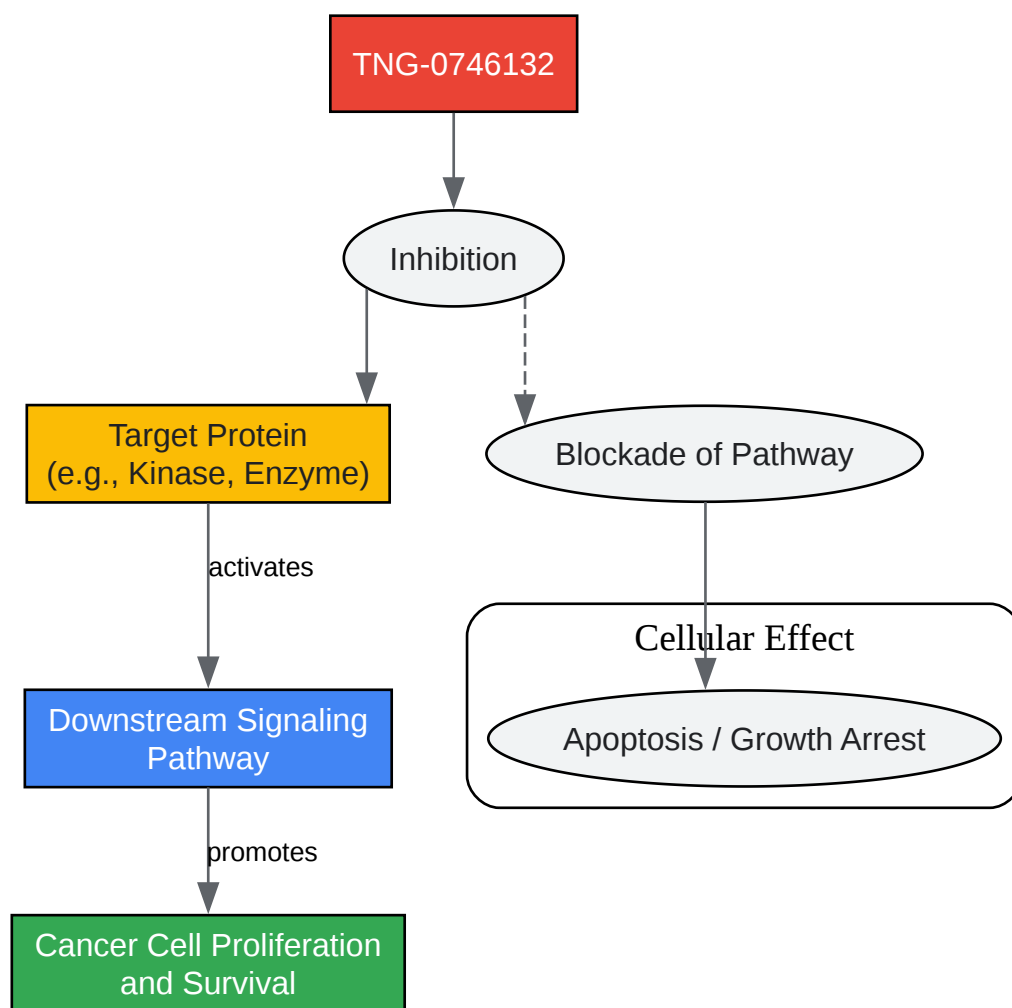 TNG-0746132
Inhibition
Target Protein
(e.g., Kinase, Enzyme)
Blockade of Pathway
activates
Cellular Effect
Downstream Signaling
Pathway
Apoptosis / Growth Arrest
promotes
Cancer Cell Proliferation
and Survival